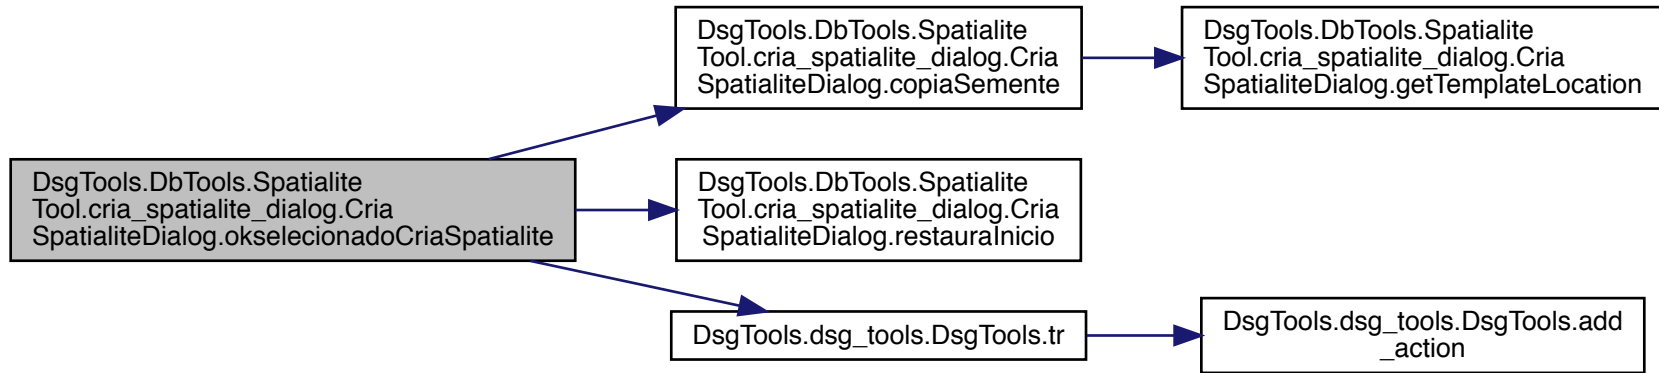 DsgTools.DbTools.Spatialite
Tool.cria_spatialite_dialog.Cria
SpatialiteDialog.copiaSemente
DsgTools.DbTools.Spatialite
Tool.cria_spatialite_dialog.Cria
SpatialiteDialog.getTemplateLocation
DsgTools.DbTools.Spatialite
Tool.cria_spatialite_dialog.Cria
SpatialiteDialog.okselecionadoCriaSpatialite
DsgTools.DbTools.Spatialite
Tool.cria_spatialite_dialog.Cria
SpatialiteDialog.restauraInicio
DsgTools.dsg_tools.DsgTools.tr
DsgTools.dsg_tools.DsgTools.add
_action